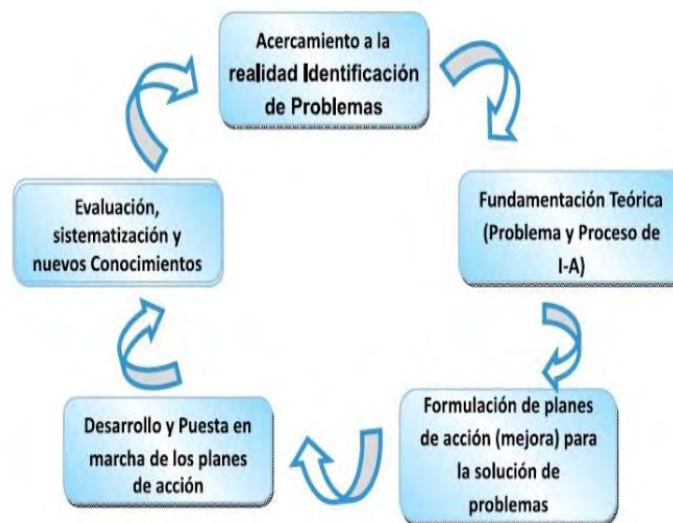 Acercamiento a la
realidad Identificación
de Problemas
Fundamentación Teórica
(Problema y Proceso de
I-A)
Formulación de planes
de acción (mejora) para
la solución de
problemas
Desarrollo y Puesta en
marcha de los planes
de acción
Evaluación,
sistematización y
nuevos Conocimientos